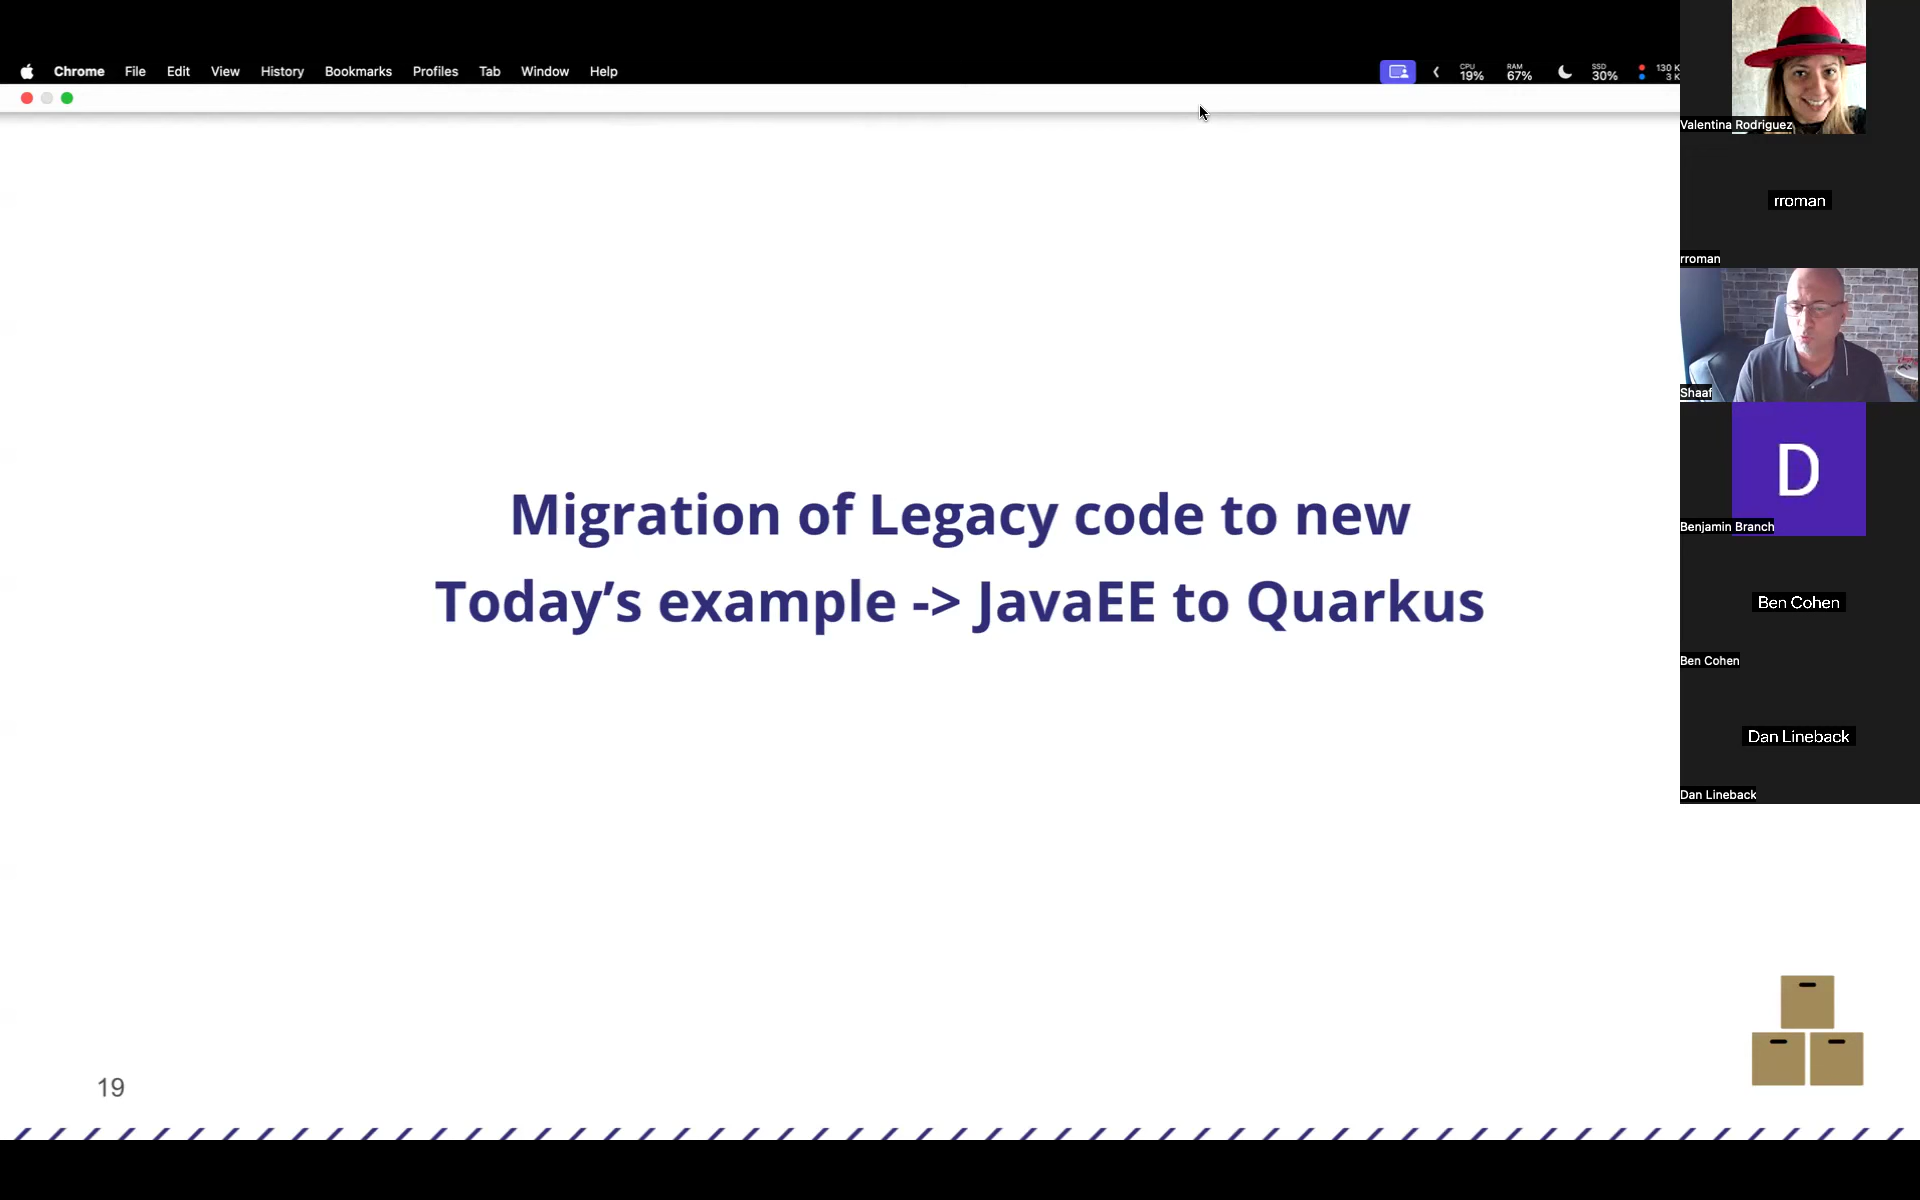 Chrome File Edit View History Bookmarks Profiles Tab Window Help
CPU 19% RAM 67% SSD 30% 130 K 3 K
Valentina Rodriguez
rroman
rroman
Shaaf
D
Benjamin Branch
Ben Cohen
Ben Cohen
Dan Lineback
Dan Lineback
Migration of Legacy code to new
Today’s example -> JavaEE to Quarkus
19